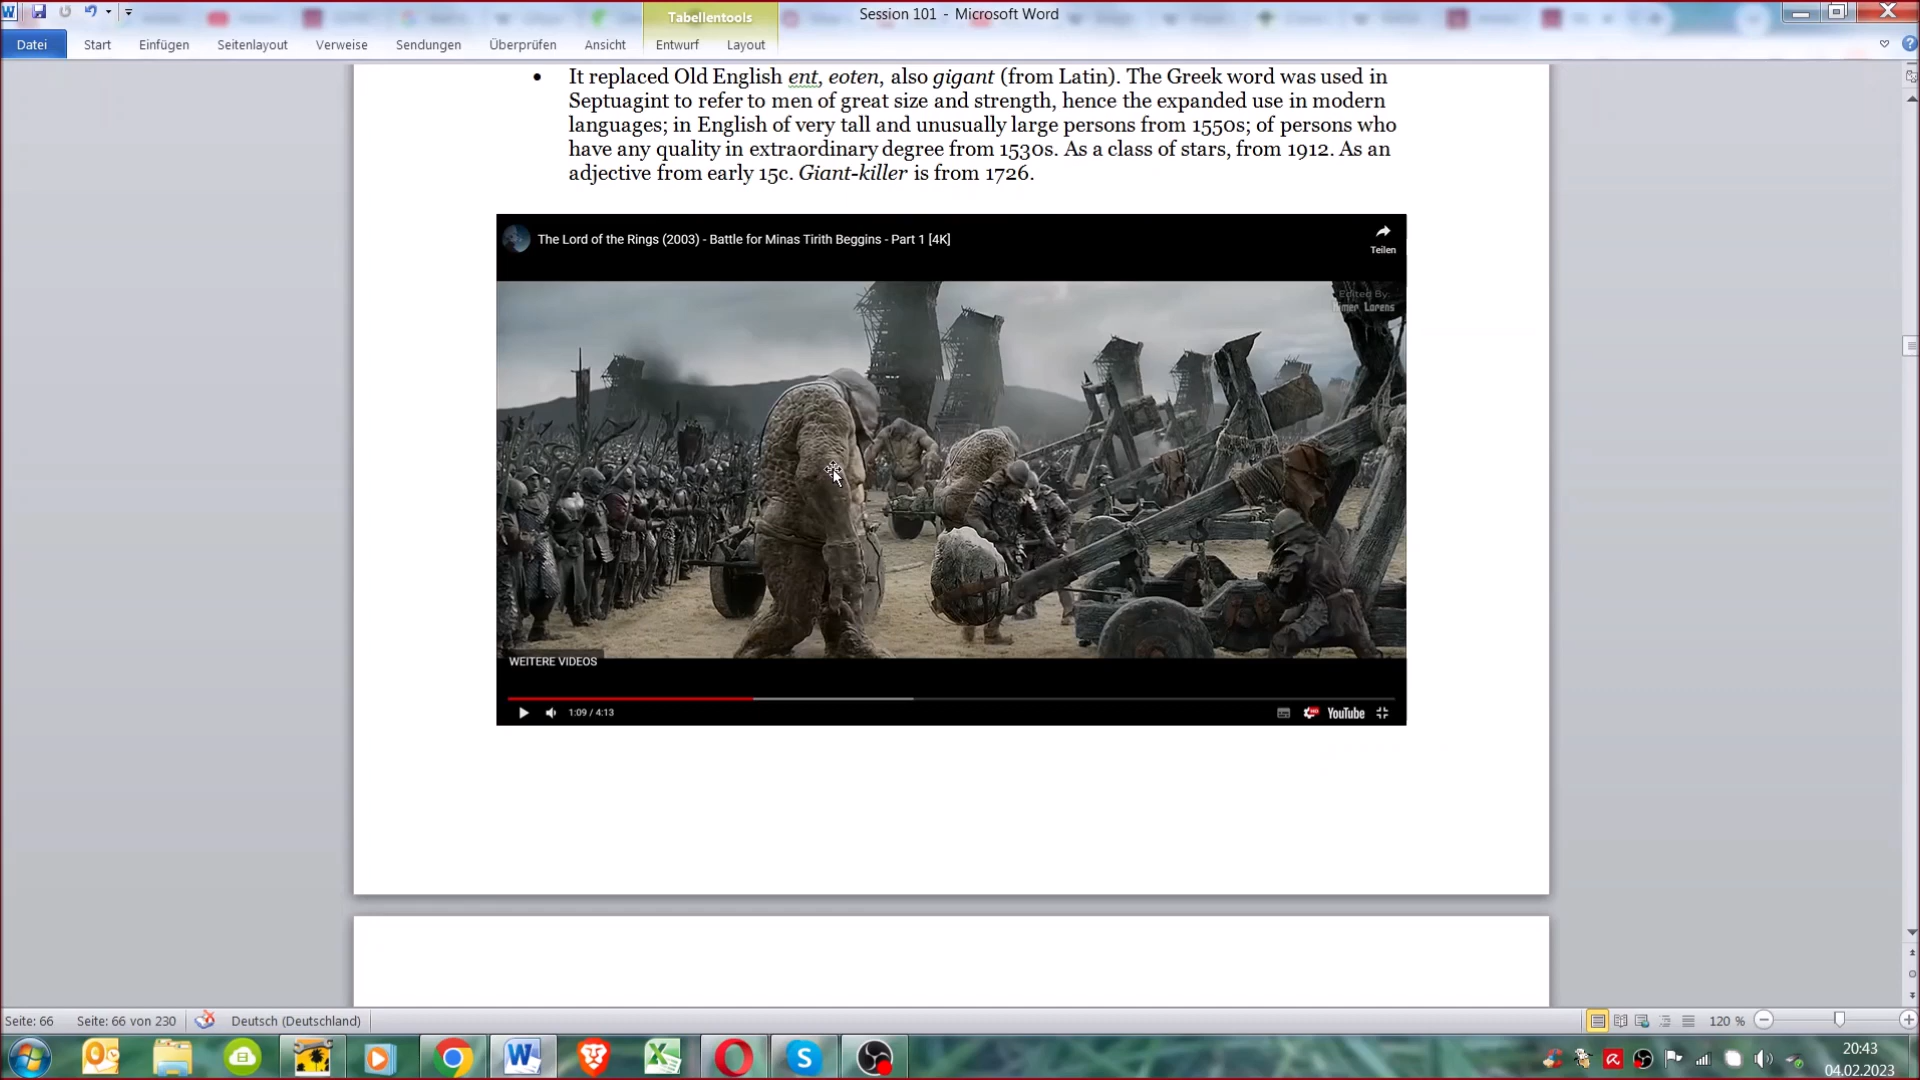 Tabellentools
Session 101 - Microsoft Word
Datei Start Einfügen Seitenlayout Verweise Sendungen Überprüfen Ansicht Entwurf Layout
• It replaced Old English ent, eoten, also gigant (from Latin). The Greek word was used in
Septuagint to refer to men of great size and strength, hence the expanded use in modern
languages; in English of very tall and unusually large persons from 1550s; of persons who
have any quality in extraordinary degree from 1530s. As a class of stars, from 1912. As an
adjective from early 15c. Giant-killer is from 1726.
The Lord of the Rings (2003) - Battle for Minas Tirith Beggins - Part 1 [4K]
Teilen
Edited By:
Lorens
WEITERE VIDEOS
1:09 / 4:13
YouTube
Seite: 66 Seite: 66 von 230 Deutsch (Deutschland) 120 %
20:43
04.02.2023